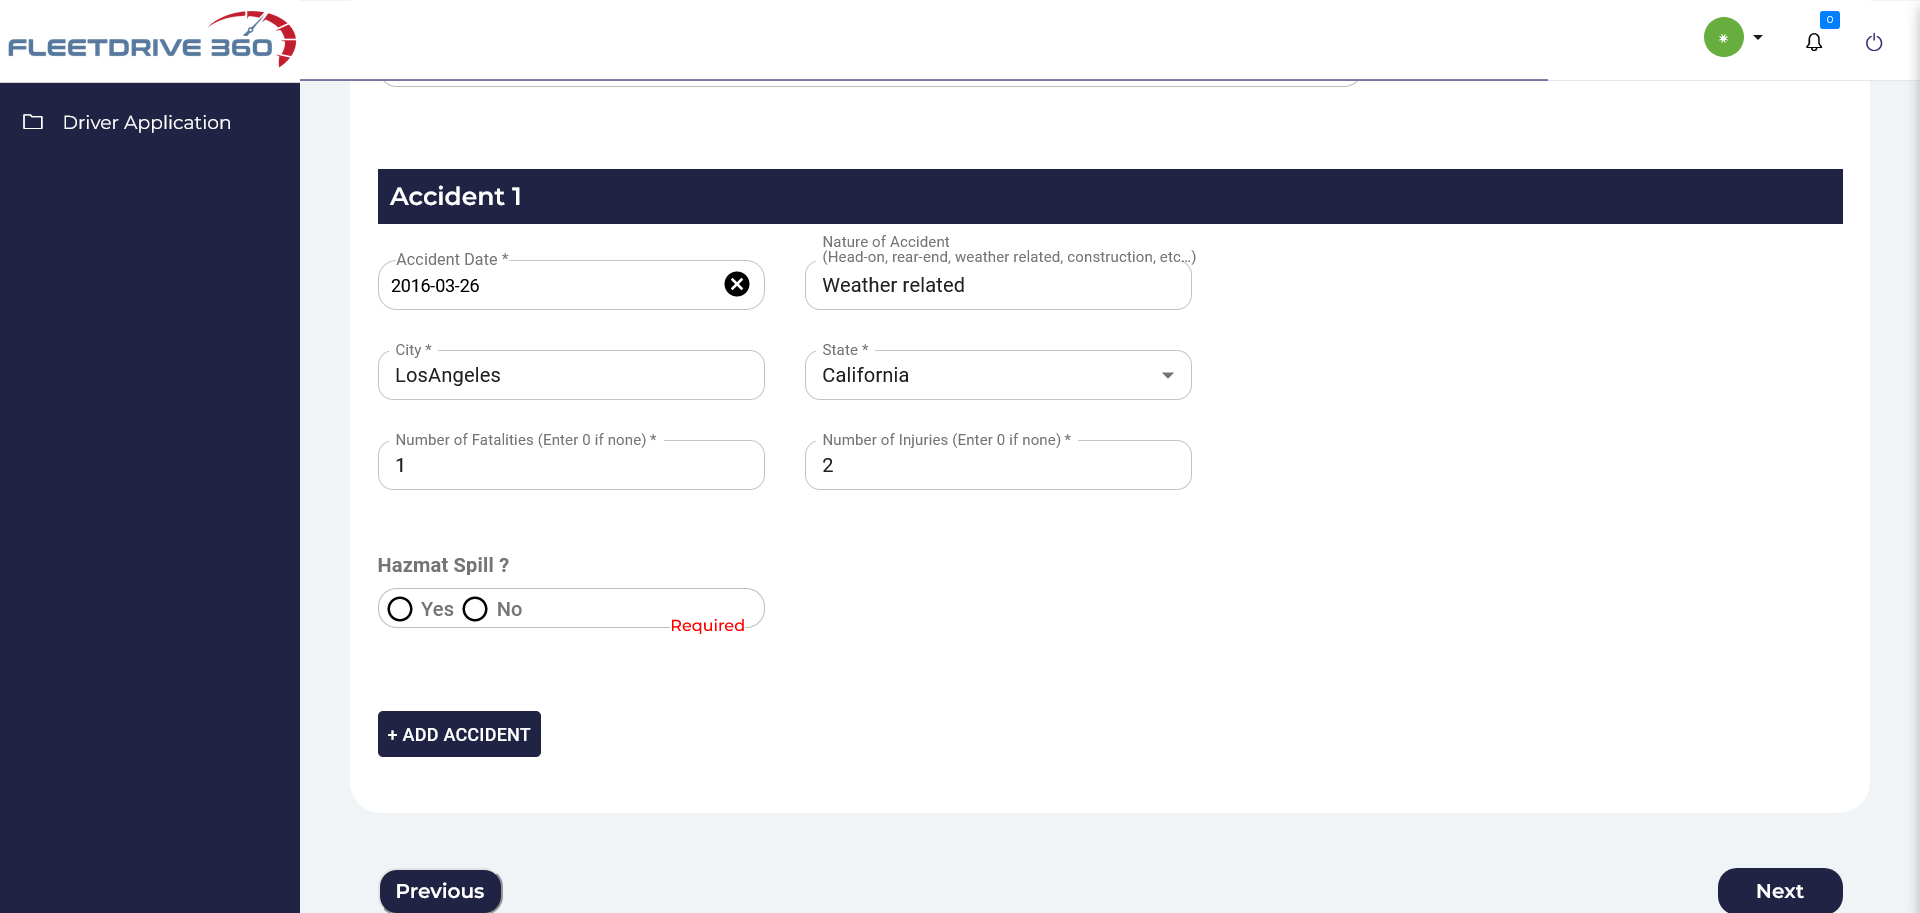 FLEETDRIVE 360
0
Driver Application
Accident 1
Accident Date *
2016-03-26
Nature of Accident
(Head-on, rear-end, weather related, construction, etc...)
Weather related
City *
LosAngeles
State *
California
Number of Fatalities (Enter 0 if none) *
1
Number of Injuries (Enter 0 if none) *
2
Hazmat Spill ?
Yes
No
Required
+ ADD ACCIDENT
Previous
Next